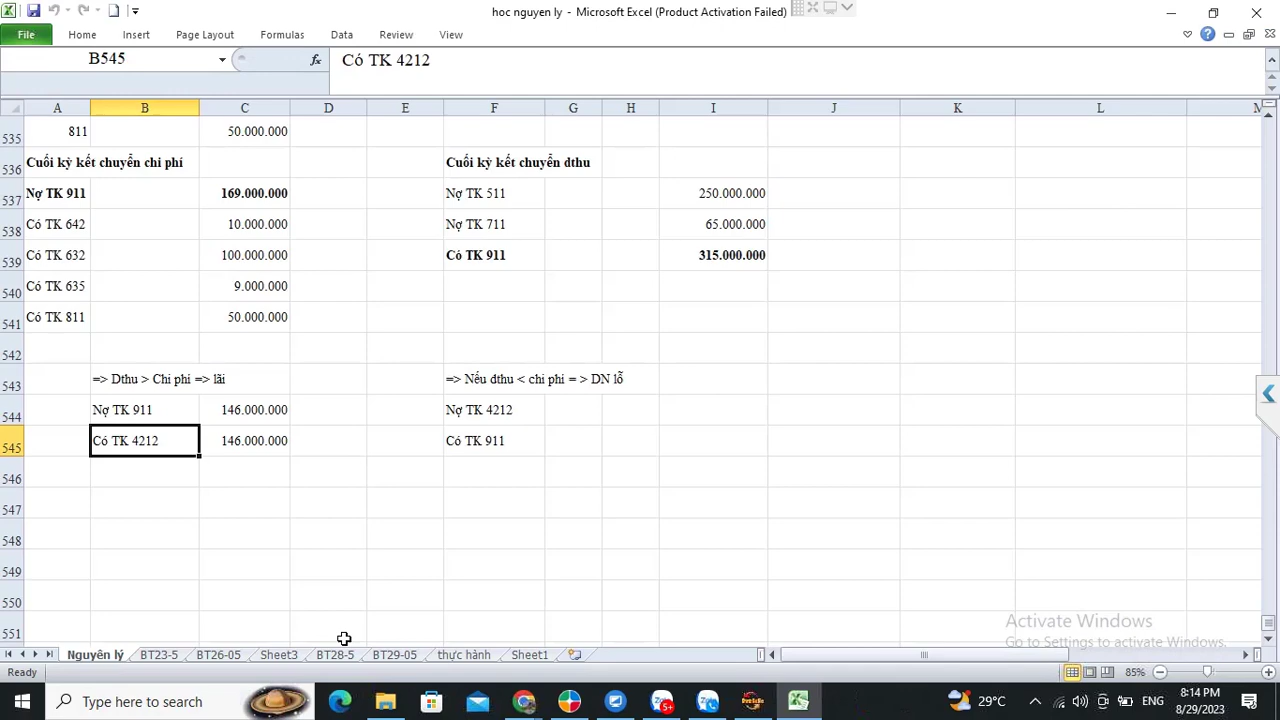 hoc nguyen ly - Microsoft Excel (Product Activation Failed)
File Home Insert Page Layout Formulas Data Review View
B545 fx Có TK 4212
A B C D E F G H I J K L M
535 811 50.000.000
536 Cuối kỳ kết chuyển chi phí Cuối kỳ kết chuyển dthu
537 Nợ TK 911 169.000.000 Nợ TK 511 250.000.000
538 Có TK 642 10.000.000 Nợ TK 711 65.000.000
539 Có TK 632 100.000.000 Có TK 911 315.000.000
540 Có TK 635 9.000.000
541 Có TK 811 50.000.000
542
543 => Dthu > Chi phí => lãi => Nếu dthu < chi phí = > DN lỗ
544 Nợ TK 911 146.000.000 Nợ TK 4212
545 Có TK 4212 146.000.000 Có TK 911
546
547
548
549
550
551
Activate Windows
Go to Settings to activate Windows.
Nguyên lý BT23-5 BT26-05 Sheet3 BT28-5 BT29-05 thực hành Sheet1
Ready 85%
Type here to search 5+ 29°C ENG 8:14 PM
8/29/2023